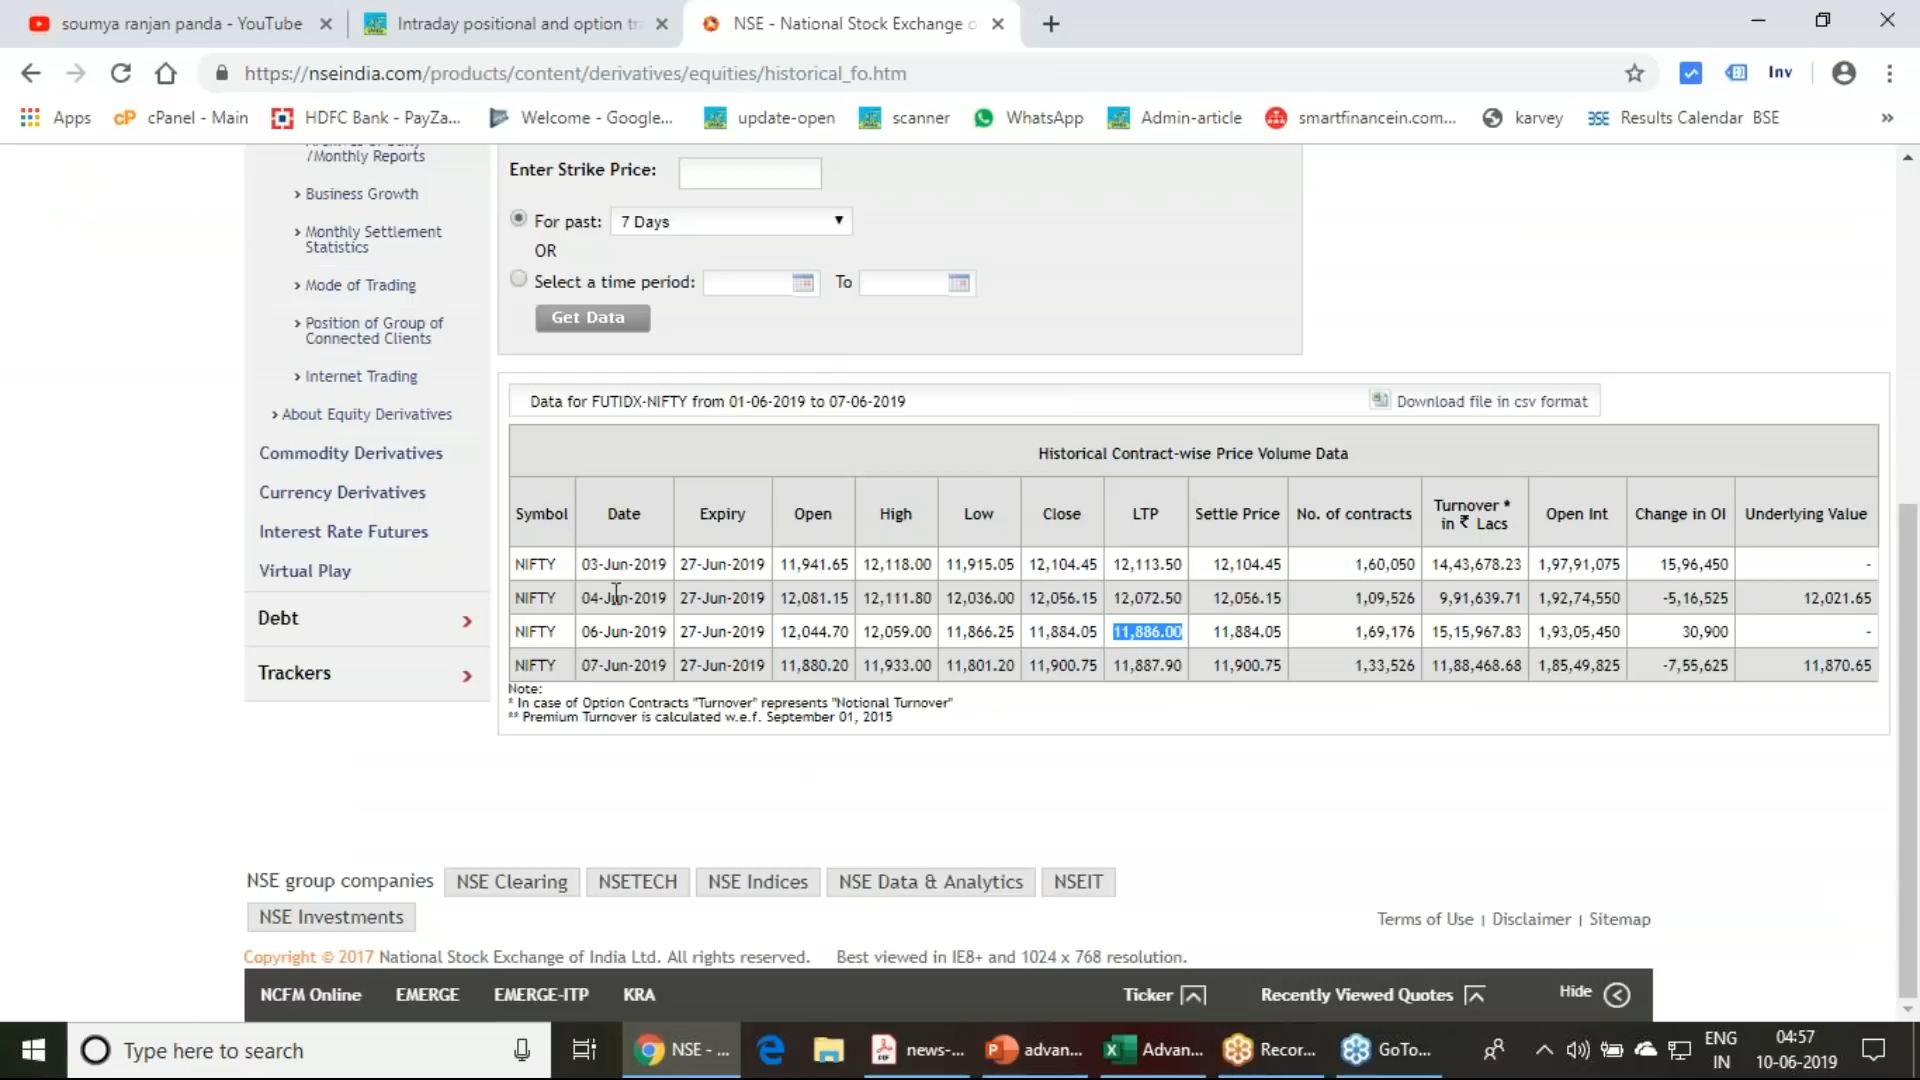 soumya ranjan panda - YouTube
Intraday positional and option tr
NSE - National Stock Exchange o
https://nseindia.com/products/content/derivatives/equities/historical_fo.htm
Inv
Apps
cPanel - Main
HDFC Bank - PayZa...
Welcome - Google...
update-open
scanner
WhatsApp
Admin-article
smartfinancein.com...
karvey
Results Calendar BSE
/Monthly Reports
Business Growth
Monthly Settlement
Statistics
Mode of Trading
Position of Group of
Connected Clients
Internet Trading
About Equity Derivatives
Commodity Derivatives
Currency Derivatives
Interest Rate Futures
Virtual Play
Debt
Trackers
Enter Strike Price:
For past: 7 Days
OR
Select a time period: To
Get Data
Data for FUTIDX-NIFTY from 01-06-2019 to 07-06-2019 Download file in csv format
Historical Contract-wise Price Volume Data
Symbol Date Expiry Open High Low Close LTP Settle Price No. of contracts Turnover * in ₹ Lacs Open Int Change in OI Underlying Value
NIFTY 03-Jun-2019 27-Jun-2019 11,941.65 12,118.00 11,915.05 12,104.45 12,113.50 12,104.45 1,60,050 14,43,678.23 1,97,91,075 15,96,450 -
NIFTY 04-Jun-2019 27-Jun-2019 12,081.15 12,111.80 12,036.00 12,056.15 12,072.50 12,056.15 1,09,526 9,91,639.71 1,92,74,550 -5,16,525 12,021.65
NIFTY 06-Jun-2019 27-Jun-2019 12,044.70 12,059.00 11,866.25 11,884.05 11,886.00 11,884.05 1,69,176 15,15,967.83 1,93,05,450 30,900 -
NIFTY 07-Jun-2019 27-Jun-2019 11,880.20 11,933.00 11,801.20 11,900.75 11,887.90 11,900.75 1,33,526 11,88,468.68 1,85,49,825 -7,55,625 11,870.65
Note:
* In case of Option Contracts "Turnover" represents "Notional Turnover"
** Premium Turnover is calculated w.e.f. September 01, 2015
NSE group companies NSE Clearing NSETECH NSE Indices NSE Data & Analytics NSEIT
NSE Investments
Terms of Use | Disclaimer | Sitemap
Copyright © 2017 National Stock Exchange of India Ltd. All rights reserved. Best viewed in IE8+ and 1024 x 768 resolution.
NCFM Online EMERGE EMERGE-ITP KRA Ticker Recently Viewed Quotes Hide
Type here to search
NSE - ...
news-...
advan...
Advan...
Recor...
GoTo...
ENG
IN
04:57
10-06-2019